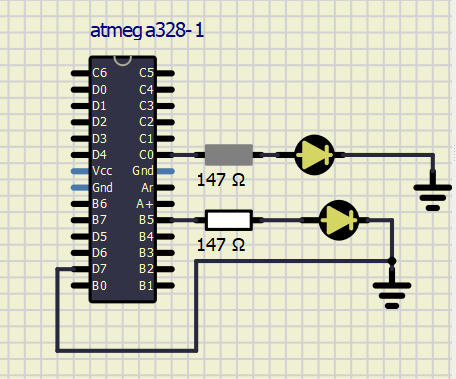 atmega328-1
C6 C5
D0 C4
D1 C3
D2 C2
D3 C1
D4 C0
Vcc Gnd
Gnd Ar
B6 A+
B7 B5
D5 B4
D6 B3
D7 B2
B0 B1
147 Ω
147 Ω